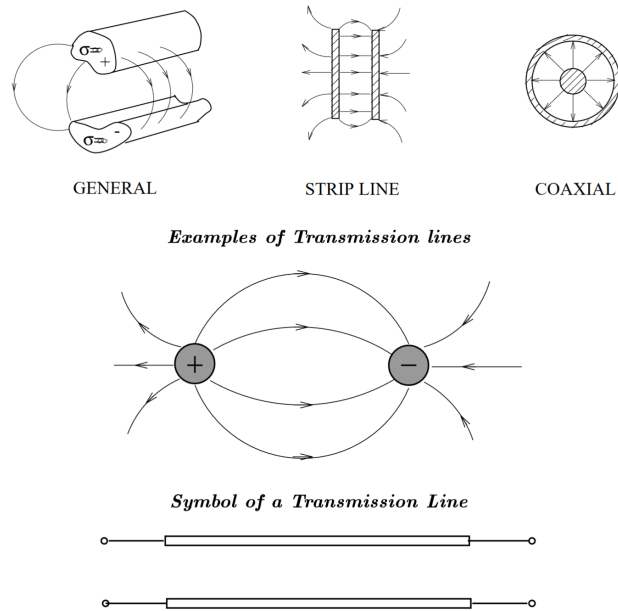 σ=∞
+
σ=∞ -
GENERAL STRIP LINE COAXIAL
Examples of Transmission lines
+ −
Symbol of a Transmission Line